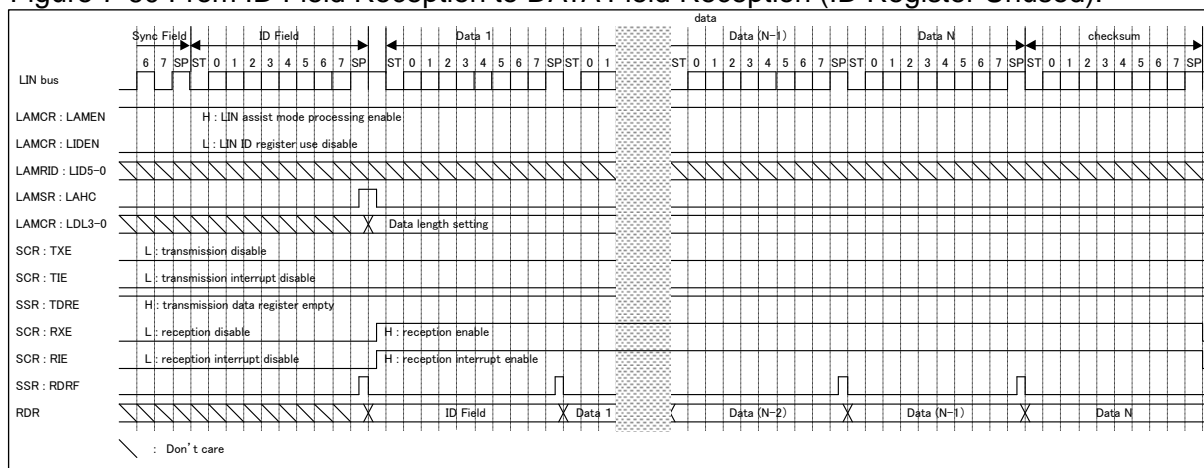 Figure 7-30 From ID Field Reception to DATA Field Reception (ID Register Unused).
data
Sync Field ID Field Data 1 Data (N-1) Data N checksum
6 7 SP ST 0 1 2 3 4 5 6 7 SP ST 0 1 2 3 4 5 6 7 SP ST 0 1 ST 0 1 2 3 4 5 6 7 SP ST 0 1 2 3 4 5 6 7 SP ST 0 1 2 3 4 5 6 7 SP
LIN bus
LAMCR : LAMEN H : LIN assist mode processing enable
LAMCR : LIDEN L : LIN ID register use disable
LAMRID : LID5-0
LAMSR : LAHC
LAMCR : LDL3-0 Data length setting
SCR : TXE L : transmission disable
SCR : TIE L : transmission interrupt disable
SSR : TDRE H : transmission data register empty
SCR : RXE L : reception disable H : reception enable
SCR : RIE L : reception interrupt disable H : reception interrupt enable
SSR : RDRF
RDR ID Field Data 1 Data (N-2) Data (N-1) Data N
: Don't care